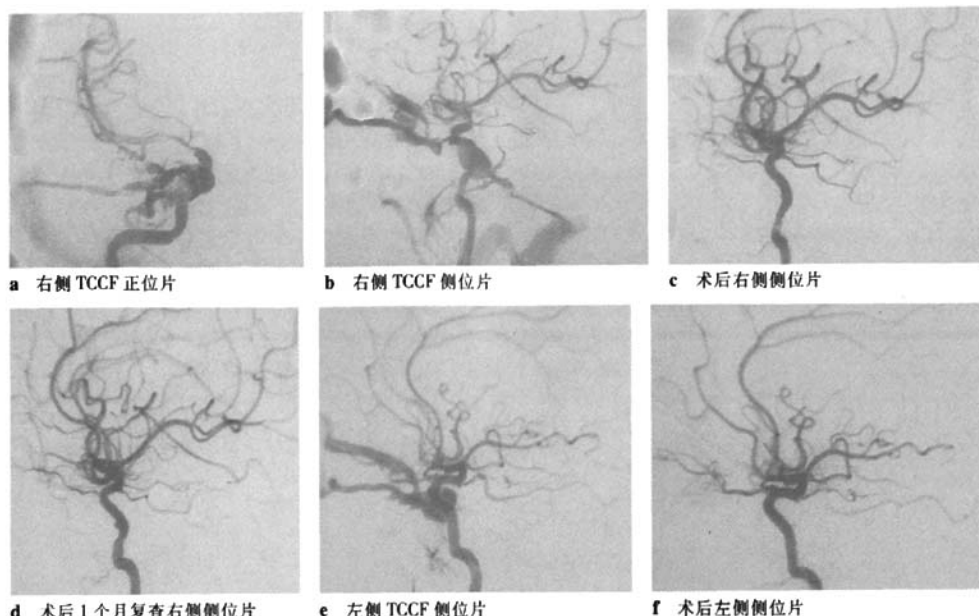 a 右侧 TCCF 正位片
b 右侧 TCCF 侧位片
c 术后右侧侧位片
d 术后 1 个月复查右侧侧位片
e 左侧 TCCF 侧位片
f 术后左侧侧位片